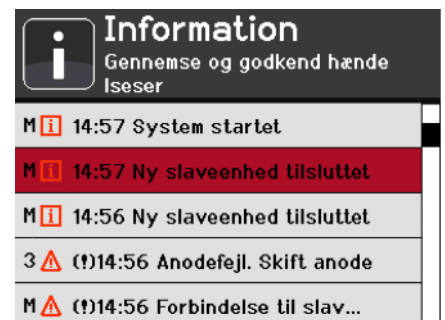 Information
Gennemse og godkend hænde
lseser
M 14:57 System startet
M 14:57 Ny slaveenhed tilsluttet
M 14:56 Ny slaveenhed tilsluttet
3 (!)14:56 Anodefejl. Skift anode
M (!)14:56 Forbindelse til slav...